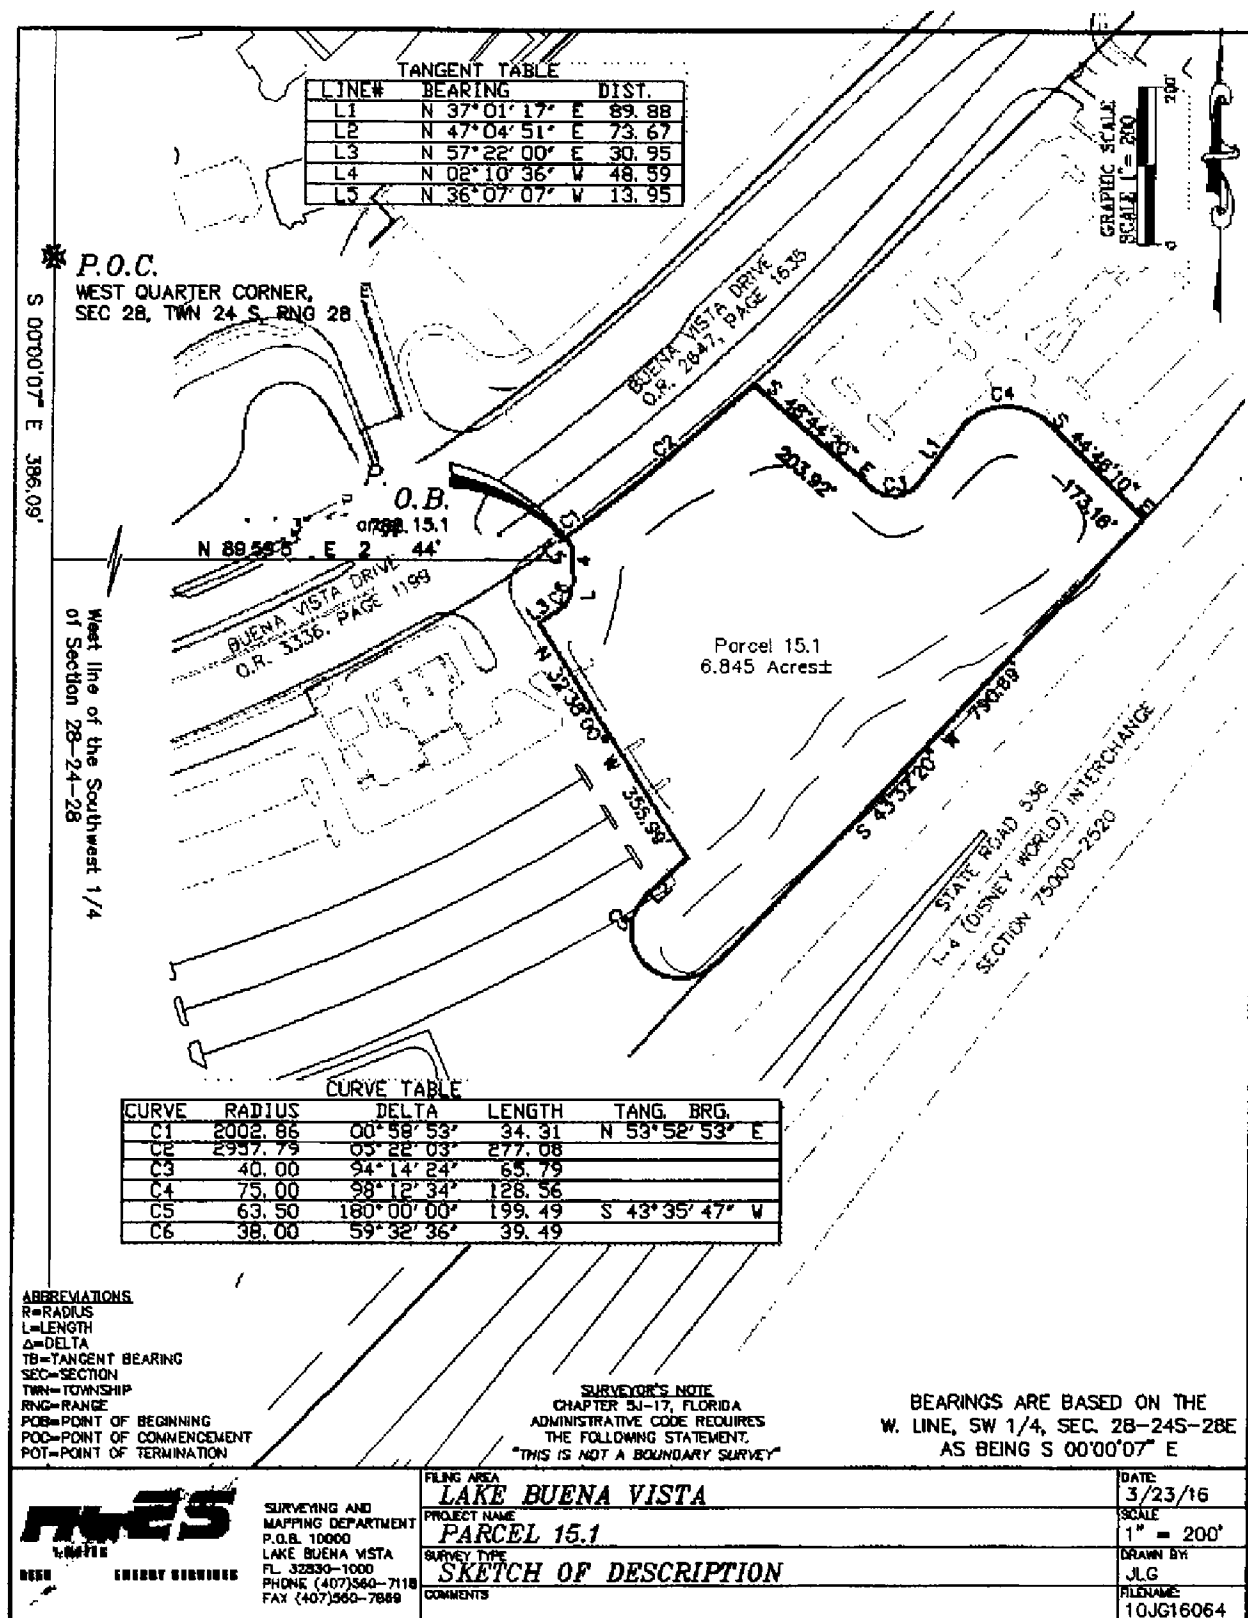 TANGENT TABLE
LINE# BEARING DIST.
L1 N 37°01'17" E 89.88
L2 N 47°04'51" E 73.67
L3 N 57°22'00" E 30.95
L4 N 02°10'36" W 48.59
L5 N 36°07'07" W 13.95
GRAPHIC SCALE
SCALE 1"= 200
0
200'
P.O.C.
WEST QUARTER CORNER,
SEC 28, TWN 24 S, RNG 28 E
S 00°00'07" E 386.09'
BUENA VISTA DRIVE
O.R. 2647, PAGE 1635
C4
S 48°44'20" E
203.92'
C2
L1
C3
S 44°46'10" E
173.16'
P.
O.B.
15.1
N 89 E 2 44'
C1
L5
L 4
C6
L3
BUENA VISTA DRIVE
O.R. 3336, PAGE 1199
Parcel 15.1
6.845 Acres±
N 32°38'00" W
355.99'
S 43°32'20" W 790.89'
West line of the Southwest 1/4
of Section 28-24-28
STATE ROAD 536
I-4 (DISNEY WORLD) INTERCHANGE
SECTION 75000-2520
L2
C5
CURVE TABLE
CURVE RADIUS DELTA LENGTH TANG. BRG.
C1 2002.86 00°58'53" 34.31 N 53°52'53" E
C2 2957.79 05°22'03" 277.08
C3 40.00 94°14'24" 65.79
C4 75.00 98°12'34" 128.56
C5 63.50 180°00'00" 199.49 S 43°35'47" W
C6 38.00 59°32'36" 39.49
ABBREVIATIONS
R=RADIUS
L=LENGTH
Δ=DELTA
TB=TANGENT BEARING
SEC=SECTION
TWN=TOWNSHIP
RNG=RANGE
POB=POINT OF BEGINNING
POC=POINT OF COMMENCEMENT
POT=POINT OF TERMINATION
SURVEYOR'S NOTE
CHAPTER 5J-17, FLORIDA
ADMINISTRATIVE CODE REQUIRES
THE FOLLOWING STATEMENT.
"THIS IS NOT A BOUNDARY SURVEY"
BEARINGS ARE BASED ON THE
W. LINE, SW 1/4, SEC. 28-24S-28E
AS BEING S 00°00'07" E
ENERGY SERVICES
SURVEYING AND
MAPPING DEPARTMENT
P.O.B. 10000
LAKE BUENA VISTA
FL. 32830-1000
PHONE (407)560-7118
FAX (407)560-7869
FILING AREA
LAKE BUENA VISTA
PROJECT NAME
PARCEL 15.1
SURVEY TYPE
SKETCH OF DESCRIPTION
COMMENTS
DATE:
3/23/16
SCALE
1" = 200'
DRAWN BY:
JLG
FILENAME:
10JG16064